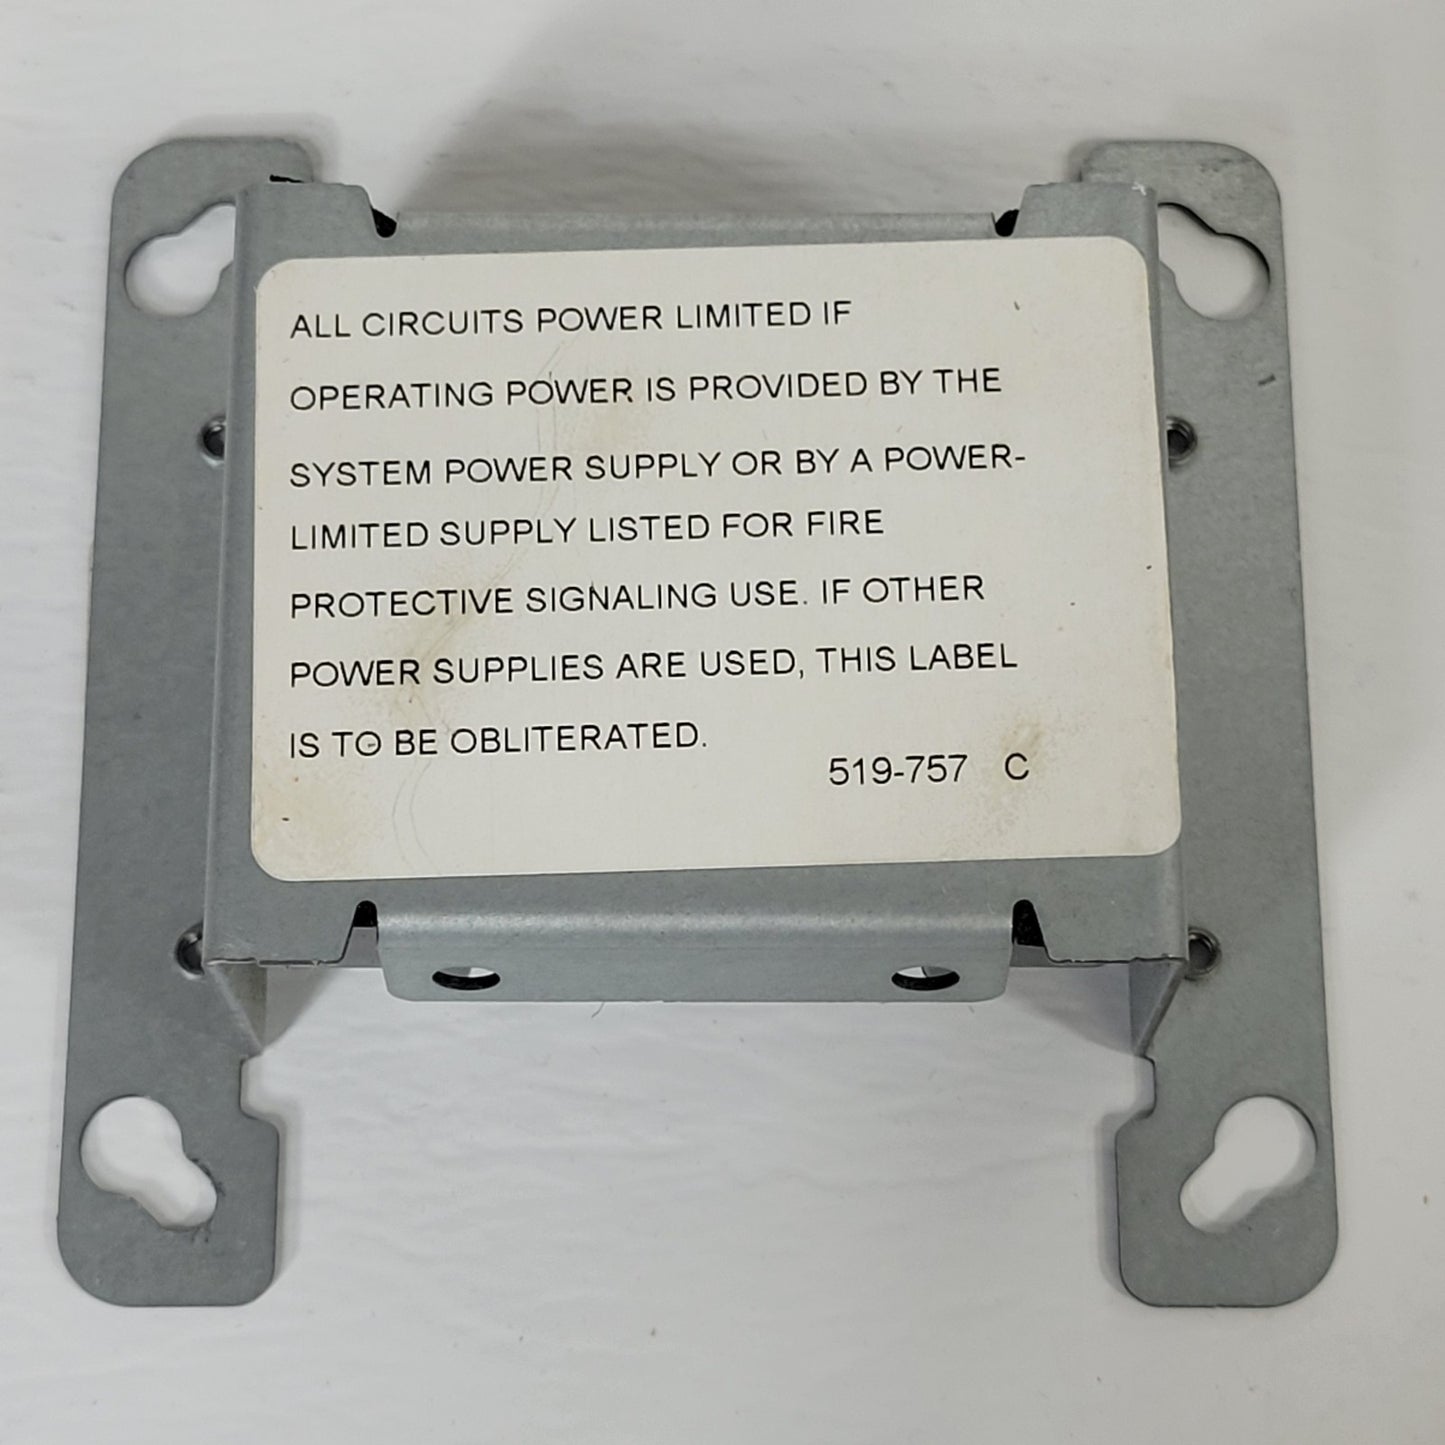 ALL CIRCUITS POWER LIMITED IF
OPERATING POWER IS PROVIDED BY THE
SYSTEM POWER SUPPLY OR BY A POWER-
LIMITED SUPPLY LISTED FOR FIRE
PROTECTIVE SIGNALING USE. IF OTHER
POWER SUPPLIES ARE USED, THIS LABEL
IS TO BE OBLITERATED.
519-757 C